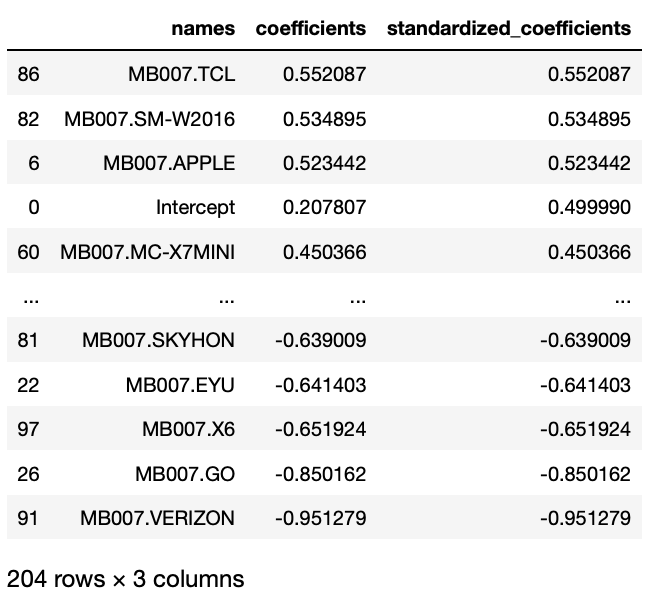 names coefficients standardized_coefficients
86 MB007.TCL 0.552087 0.552087
82 MB007.SM-W2016 0.534895 0.534895
6 MB007.APPLE 0.523442 0.523442
0 Intercept 0.207807 0.499990
60 MB007.MC-X7MINI 0.450366 0.450366
... ... ... ...
81 MB007.SKYHON -0.639009 -0.639009
22 MB007.EYU -0.641403 -0.641403
97 MB007.X6 -0.651924 -0.651924
26 MB007.GO -0.850162 -0.850162
91 MB007.VERIZON -0.951279 -0.951279
204 rows × 3 columns